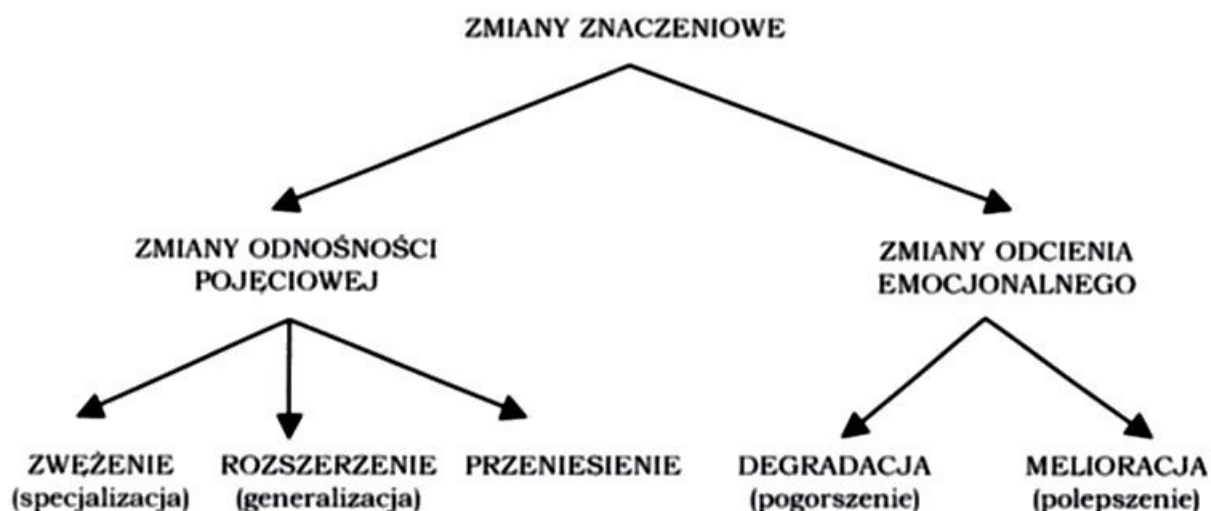 ZMIANY ZNACZENIOWE
ZMIANY ODNOŚNOŚCI
POJĘCIOWEJ
ZMIANY ODCIENIA
EMOCJONALNEGO
ZWĘŻENIE
(specjalizacja)
ROZSZERZENIE
(generalizacja)
PRZENIESIENIE
DEGRADACJA
(pogorszenie)
MELIORACJA
(polepszenie)